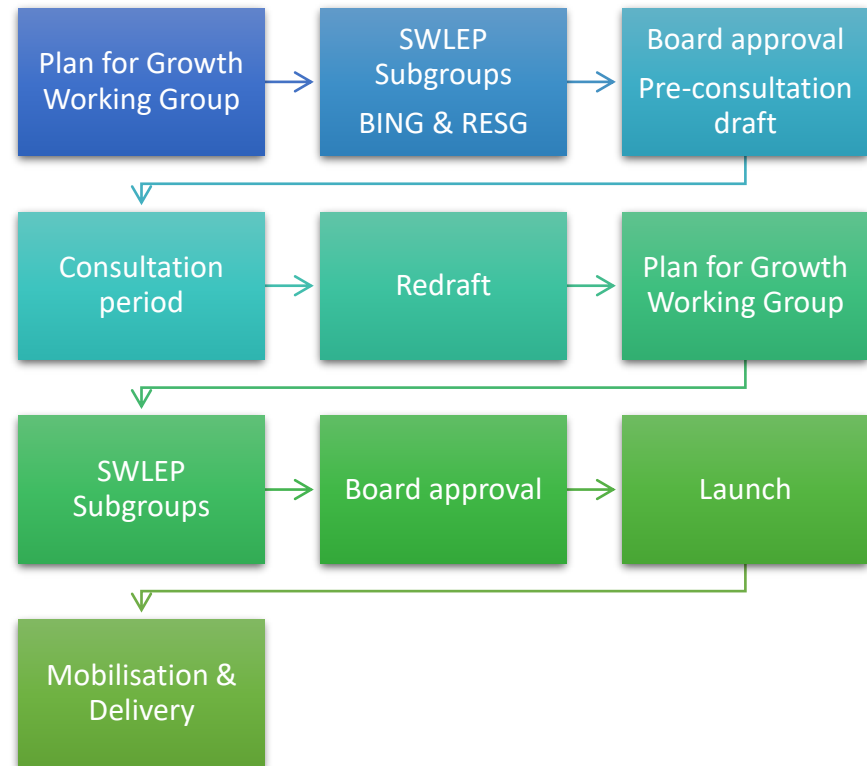 Plan for Growth
Working Group
SWLEP
Subgroups
BING & RESG
Board approval
Pre-consultation
draft
Consultation
period
Redraft
Plan for Growth
Working Group
SWLEP
Subgroups
Board approval
Launch
Mobilisation &
Delivery